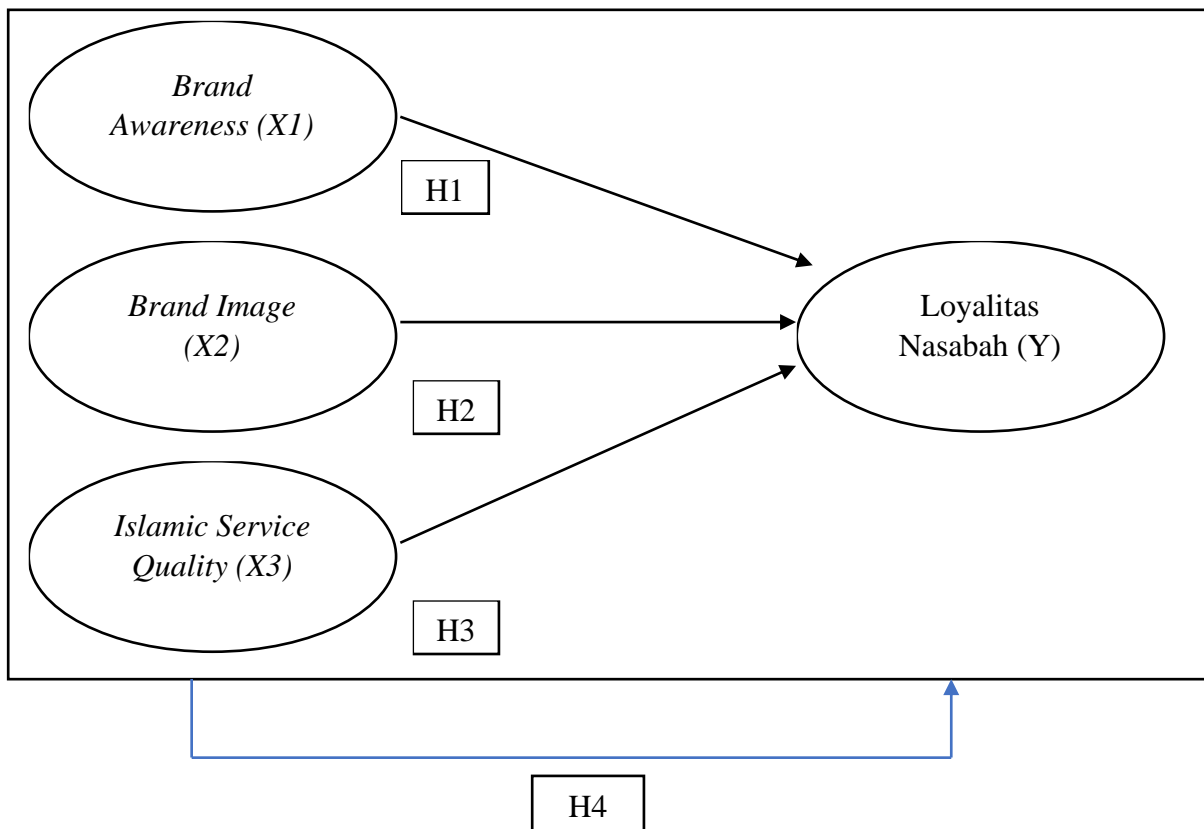 Brand
Awareness (X1)
H1
Brand Image
(X2)
H2
Islamic Service
Quality (X3)
H3
Loyalitas
Nasabah (Y)
H4